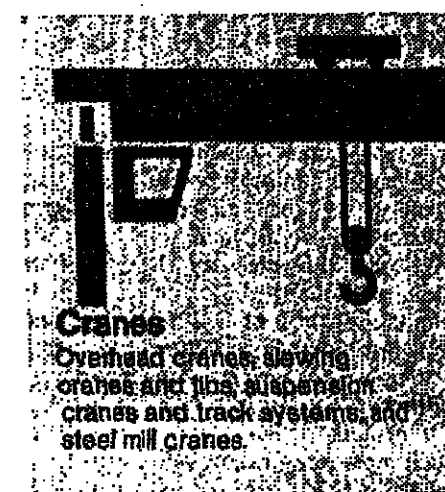 Cranes
Overhead cranes, slewing
cranes and jibs, suspension
cranes and track systems, and
steel mill cranes.